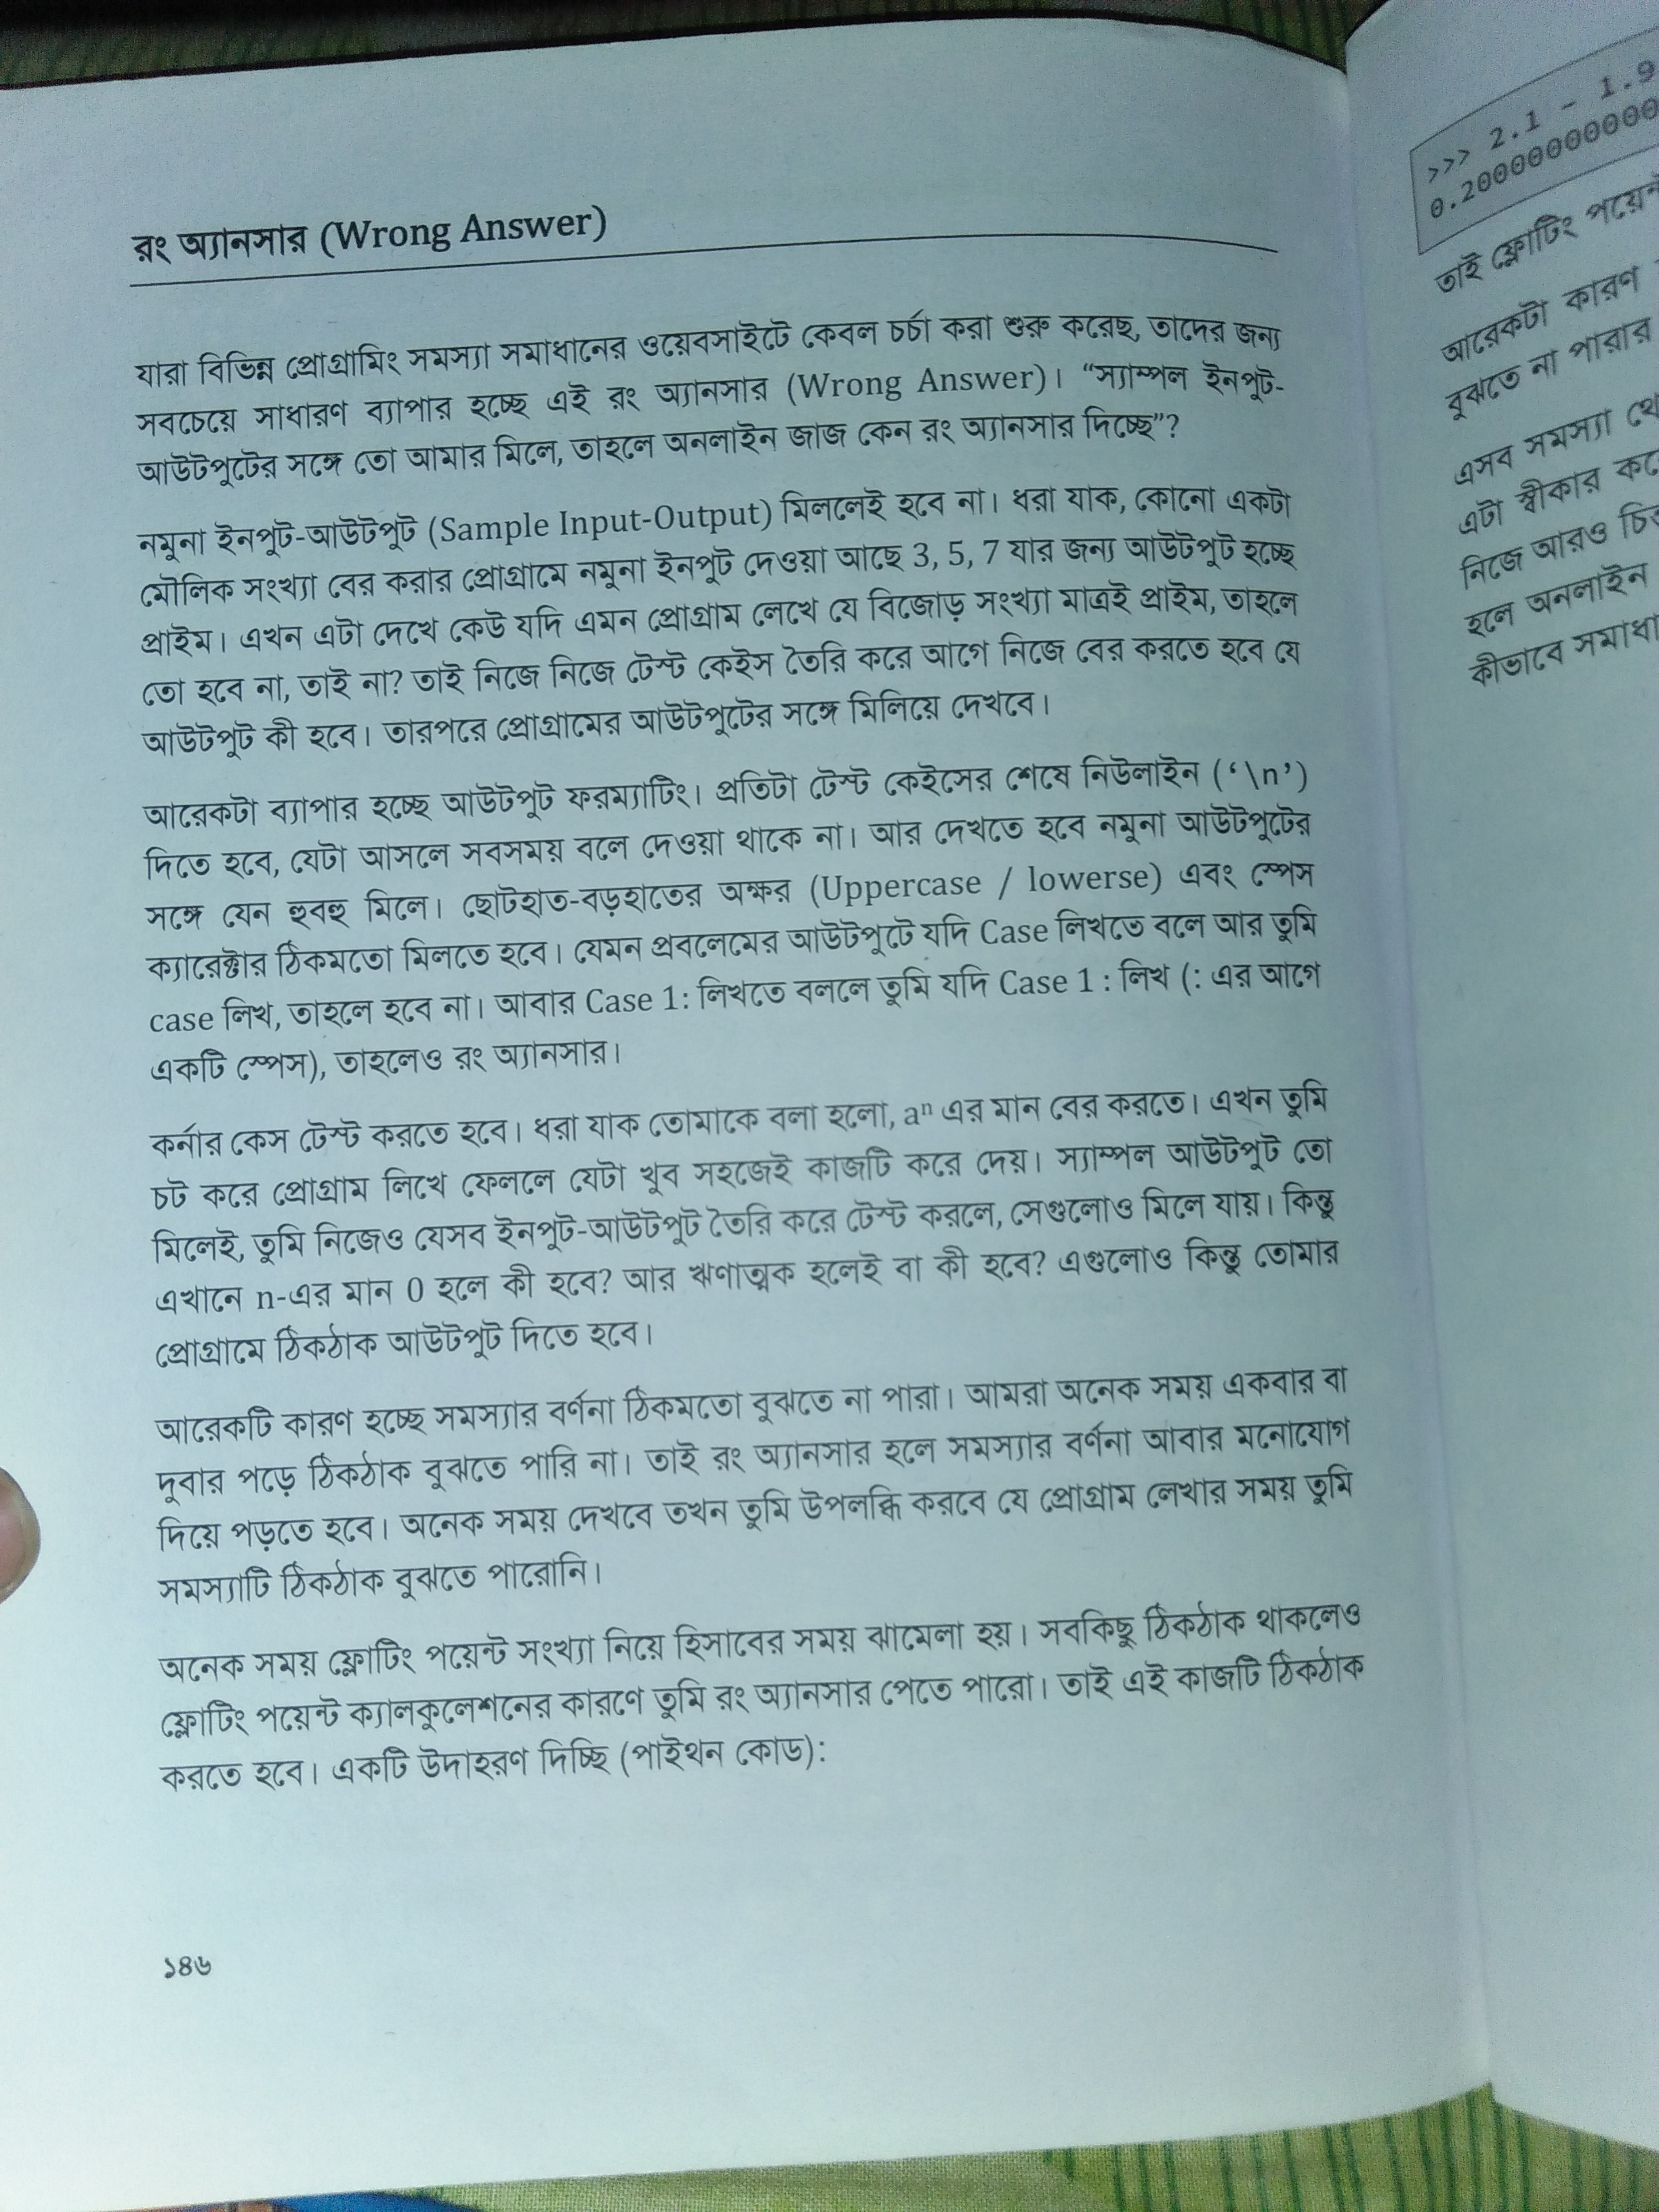 রং অ্যানসার (Wrong Answer)
যারা বিভিন্ন প্রোগ্রামিং সমস্যা সমাধানের ওয়েবসাইটে কেবল চর্চা করা শুরু করেছ, তাদের জন্য
সবচেয়ে সাধারণ ব্যাপার হচ্ছে এই রং অ্যানসার (Wrong Answer)। “স্যাম্পল ইনপুট-
আউটপুটের সঙ্গে তো আমার মিলে, তাহলে অনলাইন জাজ কেন রং অ্যানসার দিচ্ছে”?
নমুনা ইনপুট-আউটপুট (Sample Input-Output) মিললেই হবে না। ধরা যাক, কোনো একটা
মৌলিক সংখ্যা বের করার প্রোগ্রামে নমুনা ইনপুট দেওয়া আছে 3, 5, 7 যার জন্য আউটপুট হচ্ছে
প্রাইম। এখন এটা দেখে কেউ যদি এমন প্রোগ্রাম লেখে যে বিজোড় সংখ্যা মাত্রই প্রাইম, তাহলে
তো হবে না, তাই না? তাই নিজে নিজে টেস্ট কেইস তৈরি করে আগে নিজে বের করতে হবে যে
আউটপুট কী হবে। তারপরে প্রোগ্রামের আউটপুটের সঙ্গে মিলিয়ে দেখবে।
আরেকটা ব্যাপার হচ্ছে আউটপুট ফরম্যাটিং। প্রতিটা টেস্ট কেইসের শেষে নিউলাইন (‘\n’)
দিতে হবে, যেটা আসলে সবসময় বলে দেওয়া থাকে না। আর দেখতে হবে নমুনা আউটপুটের
সঙ্গে যেন হুবহু মিলে। ছোটহাত-বড়হাতের অক্ষর (Uppercase / lowerse) এবং স্পেস
ক্যারেক্টার ঠিকমতো মিলতে হবে। যেমন প্রবলেমের আউটপুটে যদি Case লিখতে বলে আর তুমি
case লিখ, তাহলে হবে না। আবার Case 1: লিখতে বললে তুমি যদি Case 1 : লিখ (: এর আগে
একটি স্পেস), তাহলেও রং অ্যানসার।
কর্নার কেস টেস্ট করতে হবে। ধরা যাক তোমাকে বলা হলো, aⁿ এর মান বের করতে। এখন তুমি
চট করে প্রোগ্রাম লিখে ফেললে যেটা খুব সহজেই কাজটি করে দেয়। স্যাম্পল আউটপুট তো
মিলেই, তুমি নিজেও যেসব ইনপুট-আউটপুট তৈরি করে টেস্ট করলে, সেগুলোও মিলে যায়। কিন্তু
এখানে n-এর মান 0 হলে কী হবে? আর ঋণাত্মক হলেই বা কী হবে? এগুলোও কিন্তু তোমার
প্রোগ্রামে ঠিকঠাক আউটপুট দিতে হবে।
আরেকটি কারণ হচ্ছে সমস্যার বর্ণনা ঠিকমতো বুঝতে না পারা। আমরা অনেক সময় একবার বা
দুবার পড়ে ঠিকঠাক বুঝতে পারি না। তাই রং অ্যানসার হলে সমস্যার বর্ণনা আবার মনোযোগ
দিয়ে পড়তে হবে। অনেক সময় দেখবে তখন তুমি উপলব্ধি করবে যে প্রোগ্রাম লেখার সময় তুমি
সমস্যাটি ঠিকঠাক বুঝতে পারোনি।
অনেক সময় ফ্লোটিং পয়েন্ট সংখ্যা নিয়ে হিসাবের সময় ঝামেলা হয়। সবকিছু ঠিকঠাক থাকলেও
ফ্লোটিং পয়েন্ট ক্যালকুলেশনের কারণে তুমি রং অ্যানসার পেতে পারো। তাই এই কাজটি ঠিকঠাক
করতে হবে। একটি উদাহরণ দিচ্ছি (পাইথন কোড):
১৪৬
>>> 2.1 - 1.9
0.20000000000
তাই ফ্লোটিং
আরেকটা কারণ
বুঝতে না পারার
এসব সমস্যা
এটা স্বীকার
নিজে আরও
হলে অনলাইন
কীভাবে